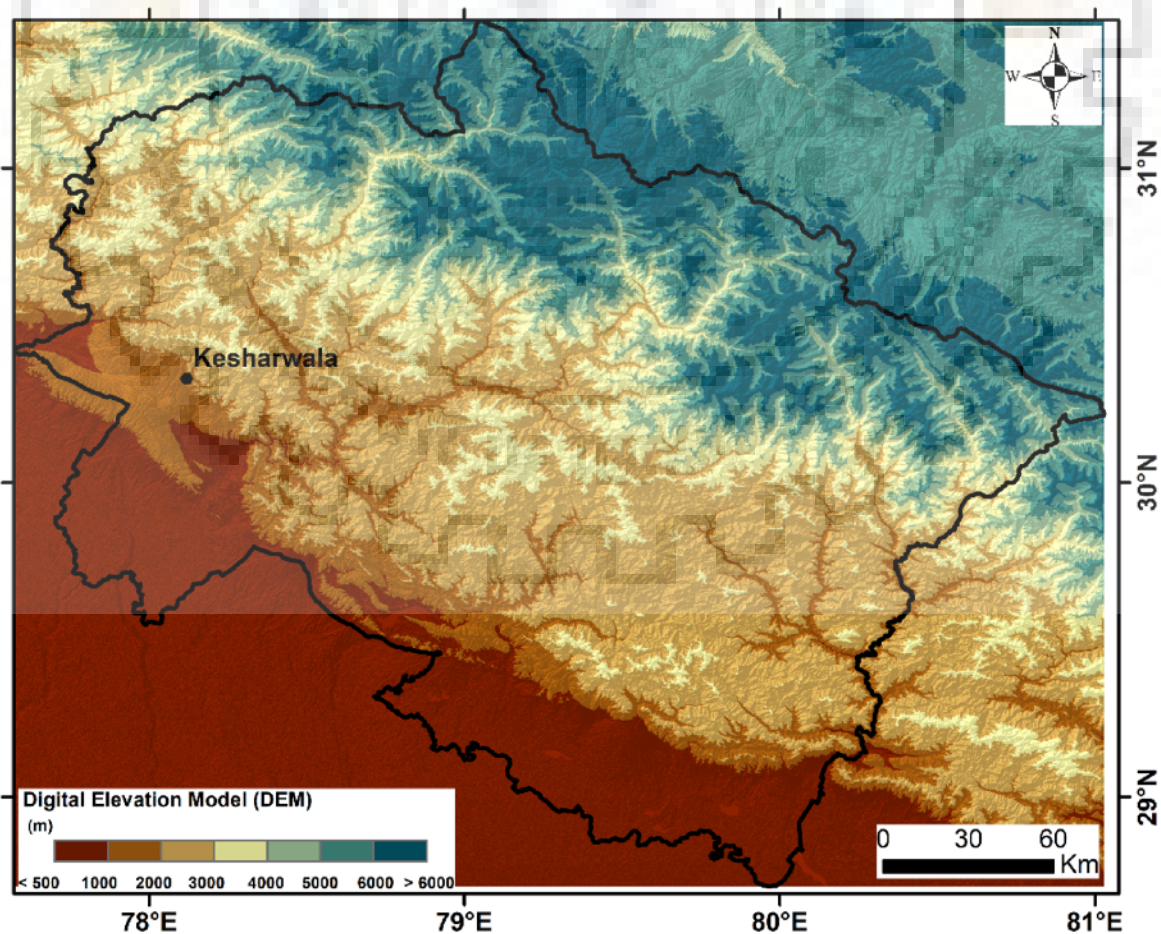 N
W E
S
31°N
Kesharwala
30°N
29°N
Digital Elevation Model (DEM)
(m)
< 500 1000 2000 3000 4000 5000 6000 > 6000
0 30 60
Km
78°E 79°E 80°E 81°E